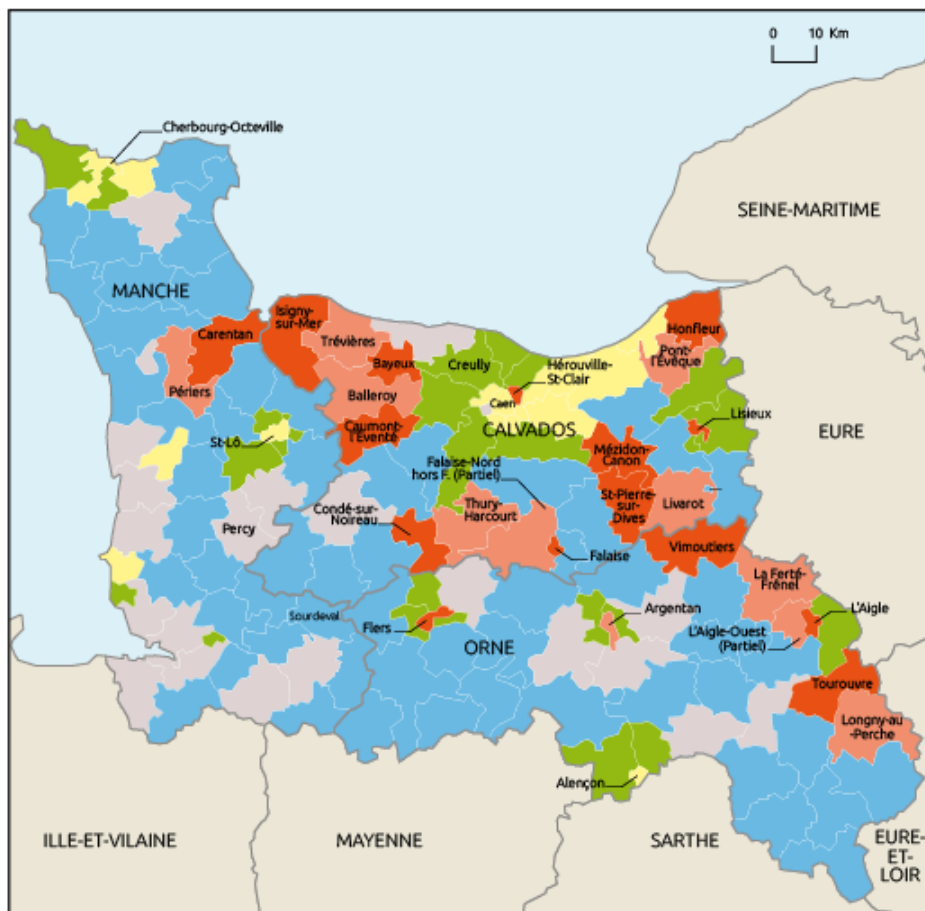 0 10 Km
Cherbourg-Octeville
SEINE-MARITIME
MANCHE
Isigny-
sur-Mer
Carentan
Honfleur
Trévières
Pont-
l'Evêque
Creully
Hérouville-
St-Clair
Bayeux
Périers
Balleroy
Caen
Lisieux
Caumont-
l'Eventé
CALVADOS
EURE
St-Lô
Mézidon-
Canon
Falaise-Nord
hors F. (Partiel)
St-Pierre-
sur-
Dives
Livarot
Thury-
Harcourt
Condé-sur-
Noireau
Percy
Vimoutiers
Falaise
La Ferté-
Frênel
Sourdeval
Argentan
L'Aigle
Flers
L'Aigle-Ouest
(Partiel)
ORNE
Tourouvre
Longny-au
-Perche
Alençon
ILLE-ET-VILAINE
MAYENNE
SARTHE
EURE-
ET-
LOIR